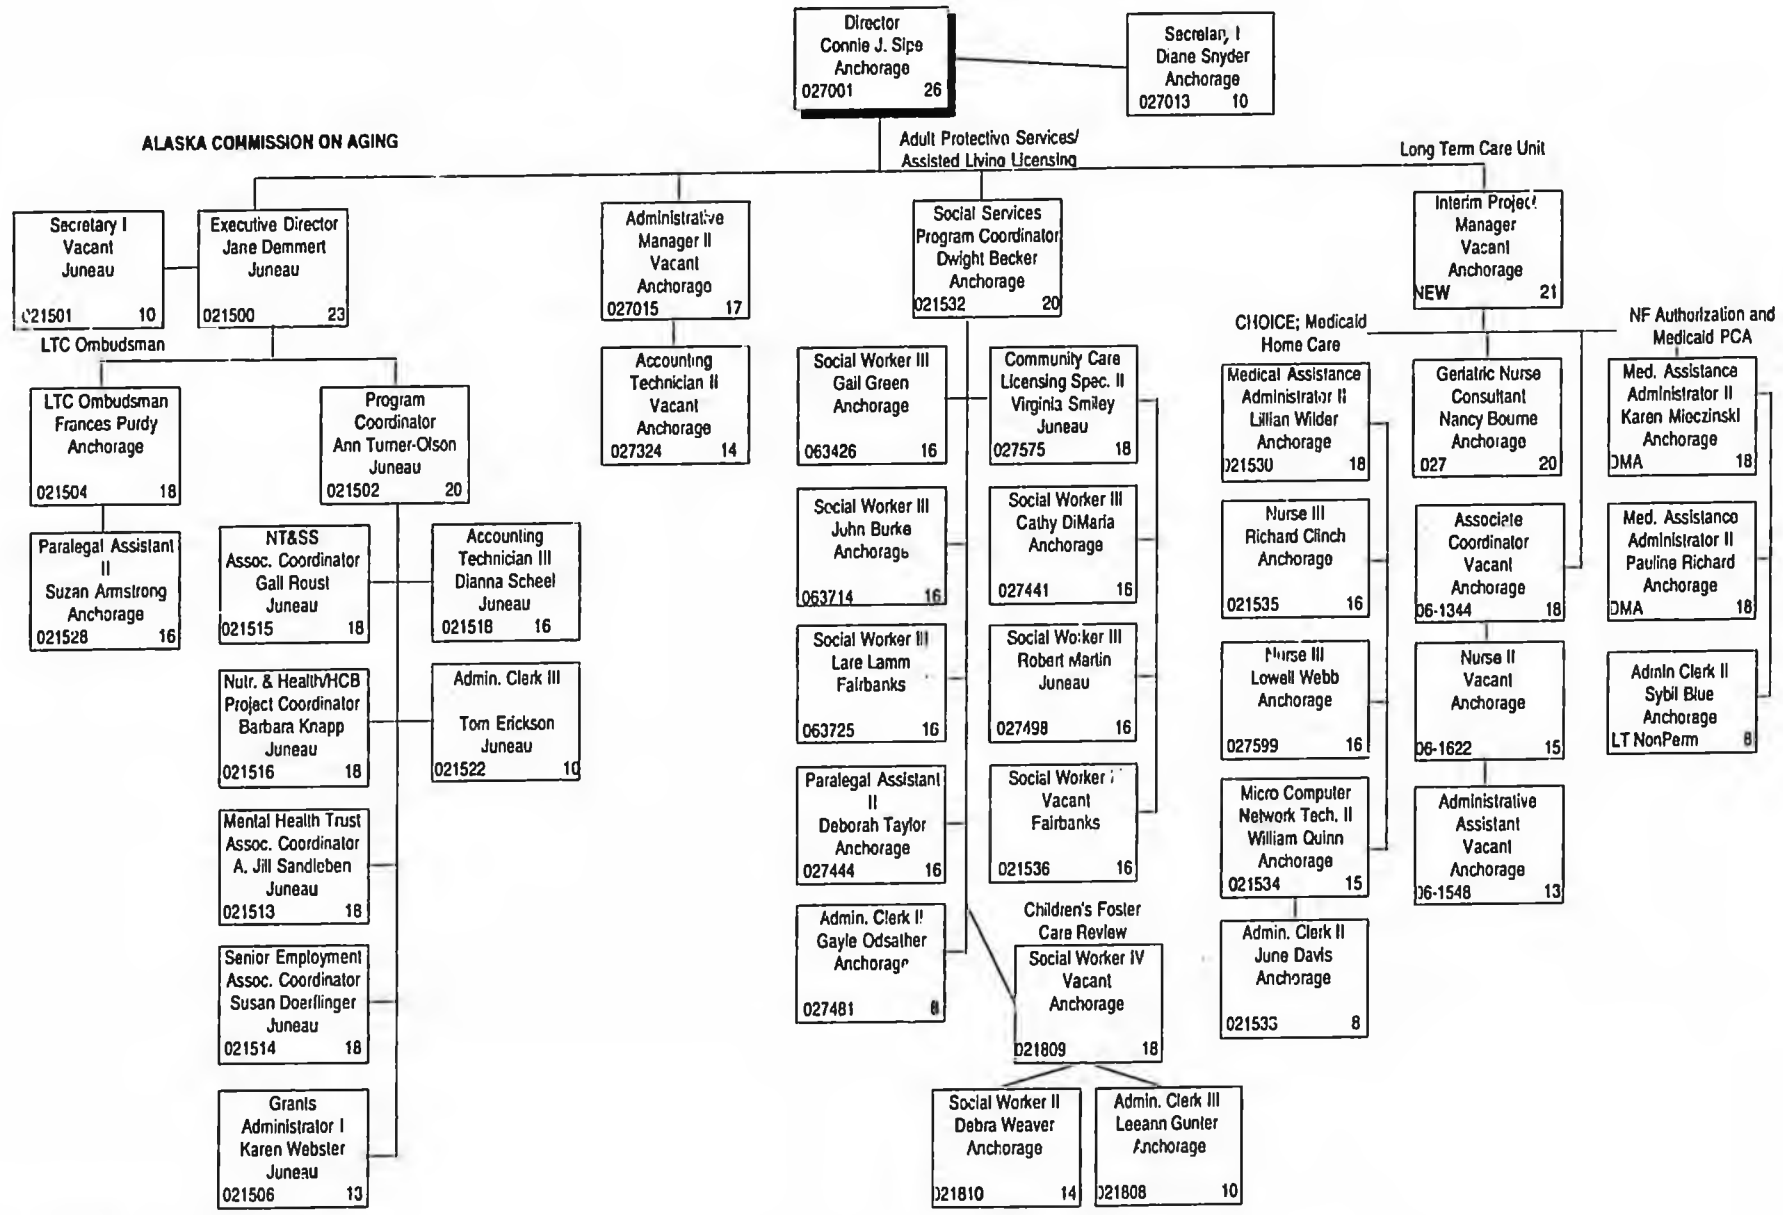 Director
Connie J. Sipe
Anchorage
027001 26
Secretary I
Diane Snyder
Anchorage
027013 10
ALASKA COMMISSION ON AGING
Adult Protective Services/
Assisted Living Licensing
Long Term Care Unit
Secretary I
Vacant
Juneau
021501 10
Executive Director
Jane Demmert
Juneau
021500 23
Administrative
Manager II
Vacant
Anchorage
027015 17
Social Services
Program Coordinator
Dwight Becker
Anchorage
021532 20
Interim Project
Manager
Vacant
Anchorage
NEW 21
LTC Ombudsman
LTC Ombudsman
Frances Purdy
Anchorage
021504 18
Program
Coordinator
Ann Turner-Olson
Juneau
021502 20
Paralegal Assistant
II
Suzan Armstrong
Anchorage
021528 16
NT&SS
Assoc. Coordinator
Gail Roust
Juneau
021515 18
Accounting
Technician III
Dianna Scheel
Juneau
021518 16
Nutr. & Health/HCB
Project Coordinator
Barbara Knapp
Juneau
021516 18
Admin. Clerk III
Tom Erickson
Juneau
021522 10
Mental Health Trust
Assoc. Coordinator
A. Jill Sandleben
Juneau
021513 18
Senior Employment
Assoc. Coordinator
Susan Doerflinger
Juneau
021514 18
Grants
Administrator I
Karen Webster
Juneau
021506 13
Accounting
Technician II
Vacant
Anchorage
027324 14
Social Worker III
Gail Green
Anchorage
063426 16
Community Care
Licensing Spec. II
Virginia Smiley
Juneau
027575 18
Social Worker III
John Burke
Anchorage
063714 16
Social Worker III
Cathy DiMaria
Anchorage
027441 16
Social Worker III
Lare Lamm
Fairbanks
063725 16
Social Worker III
Robert Martin
Juneau
027498 16
Paralegal Assistant
II
Deborah Taylor
Anchorage
027444 16
Social Worker
Vacant
Fairbanks
021536 16
Admin. Clerk II
Gayle Odsather
Anchorage
027481 8
Children's Foster
Care Review
Social Worker IV
Vacant
Anchorage
021809 18
Social Worker II
Debra Weaver
Anchorage
021810 14
Admin. Clerk III
Leeann Gunter
Anchorage
021808 10
CHOICE; Medicaid
Home Care
NF Authorization and
Medicaid PCA
Medical Assistance
Administrator II
Lillian Wilder
Anchorage
021530 18
Geriatric Nurse
Consultant
Nancy Bourne
Anchorage
027 20
Med. Assistance
Administrator II
Karen Mioczinski
Anchorage
DMA 18
Nurse III
Richard Clinch
Anchorage
021535 16
Associate
Coordinator
Vacant
Anchorage
06-1344 18
Med. Assistance
Administrator II
Pauline Richard
Anchorage
DMA 18
Nurse III
Lowell Webb
Anchorage
027599 16
Nurse II
Vacant
Anchorage
06-1622 15
Admin Clerk II
Sybil Blue
Anchorage
LT NonPerm 8
Micro Computer
Network Tech. II
William Quinn
Anchorage
021534 15
Administrative
Assistant
Vacant
Anchorage
06-1548 13
Admin. Clerk II
June Davis
Anchorage
021533 8